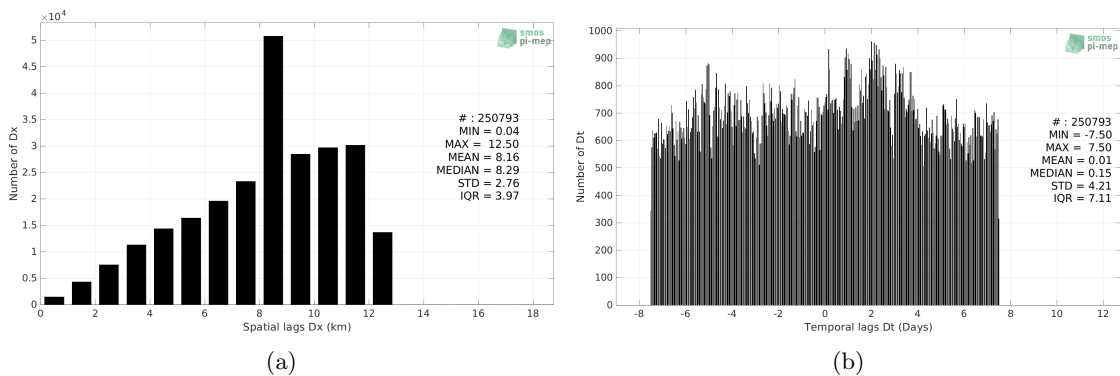 ×10⁴
5
4.5
4
3.5
3
2.5
2
1.5
1
0.5
0
0 2 4 6 8 10 12 14 16 18
Number of Dx
Spatial lags Dx (km)
smos
pi-mep
# : 250793
MIN = 0.04
MAX = 12.50
MEAN = 8.16
MEDIAN = 8.29
STD = 2.76
IQR = 3.97
(a)
1000
900
800
700
600
500
400
300
200
100
0
-8 -6 -4 -2 0 2 4 6 8 10 12
Number of Dt
Temporal lags Dt (Days)
smos
pi-mep
# : 250793
MIN = -7.50
MAX = 7.50
MEAN = 0.01
MEDIAN = 0.15
STD = 4.21
IQR = 7.11
(b)